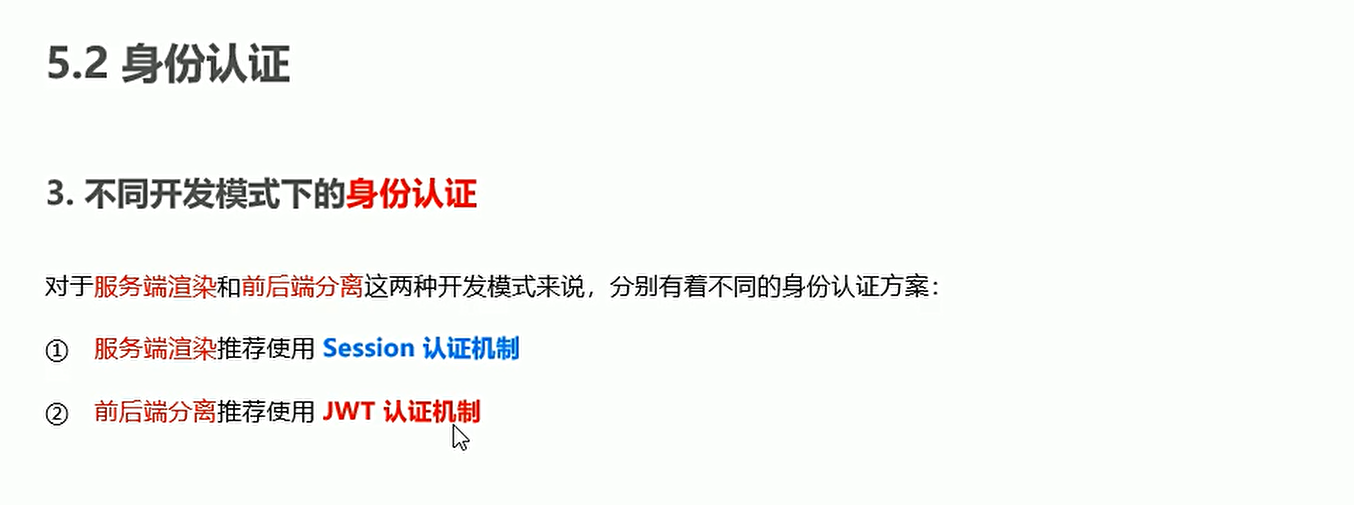 5.2 身份认证
3. 不同开发模式下的身份认证
对于服务端渲染和前后端分离这两种开发模式来说，分别有着不同的身份认证方案：
① 服务端渲染推荐使用 Session 认证机制
② 前后端分离推荐使用 JWT 认证机制